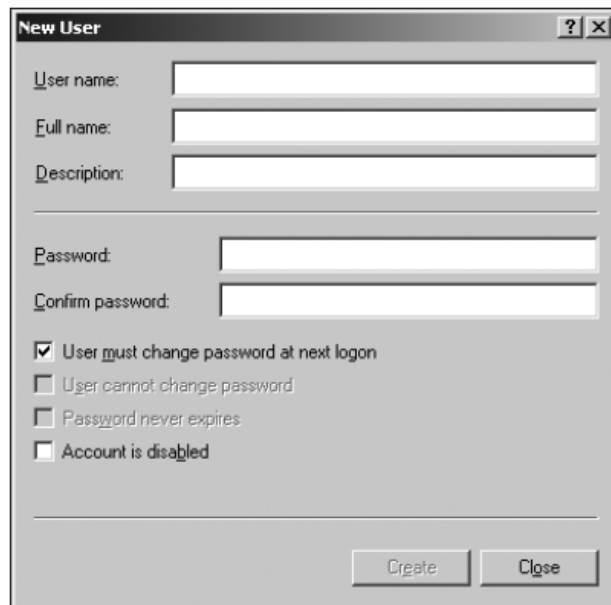 New User
User name:
Full name:
Description:
Password:
Confirm password:
User must change password at next logon
User cannot change password
Password never expires
Account is disabled
Create Close